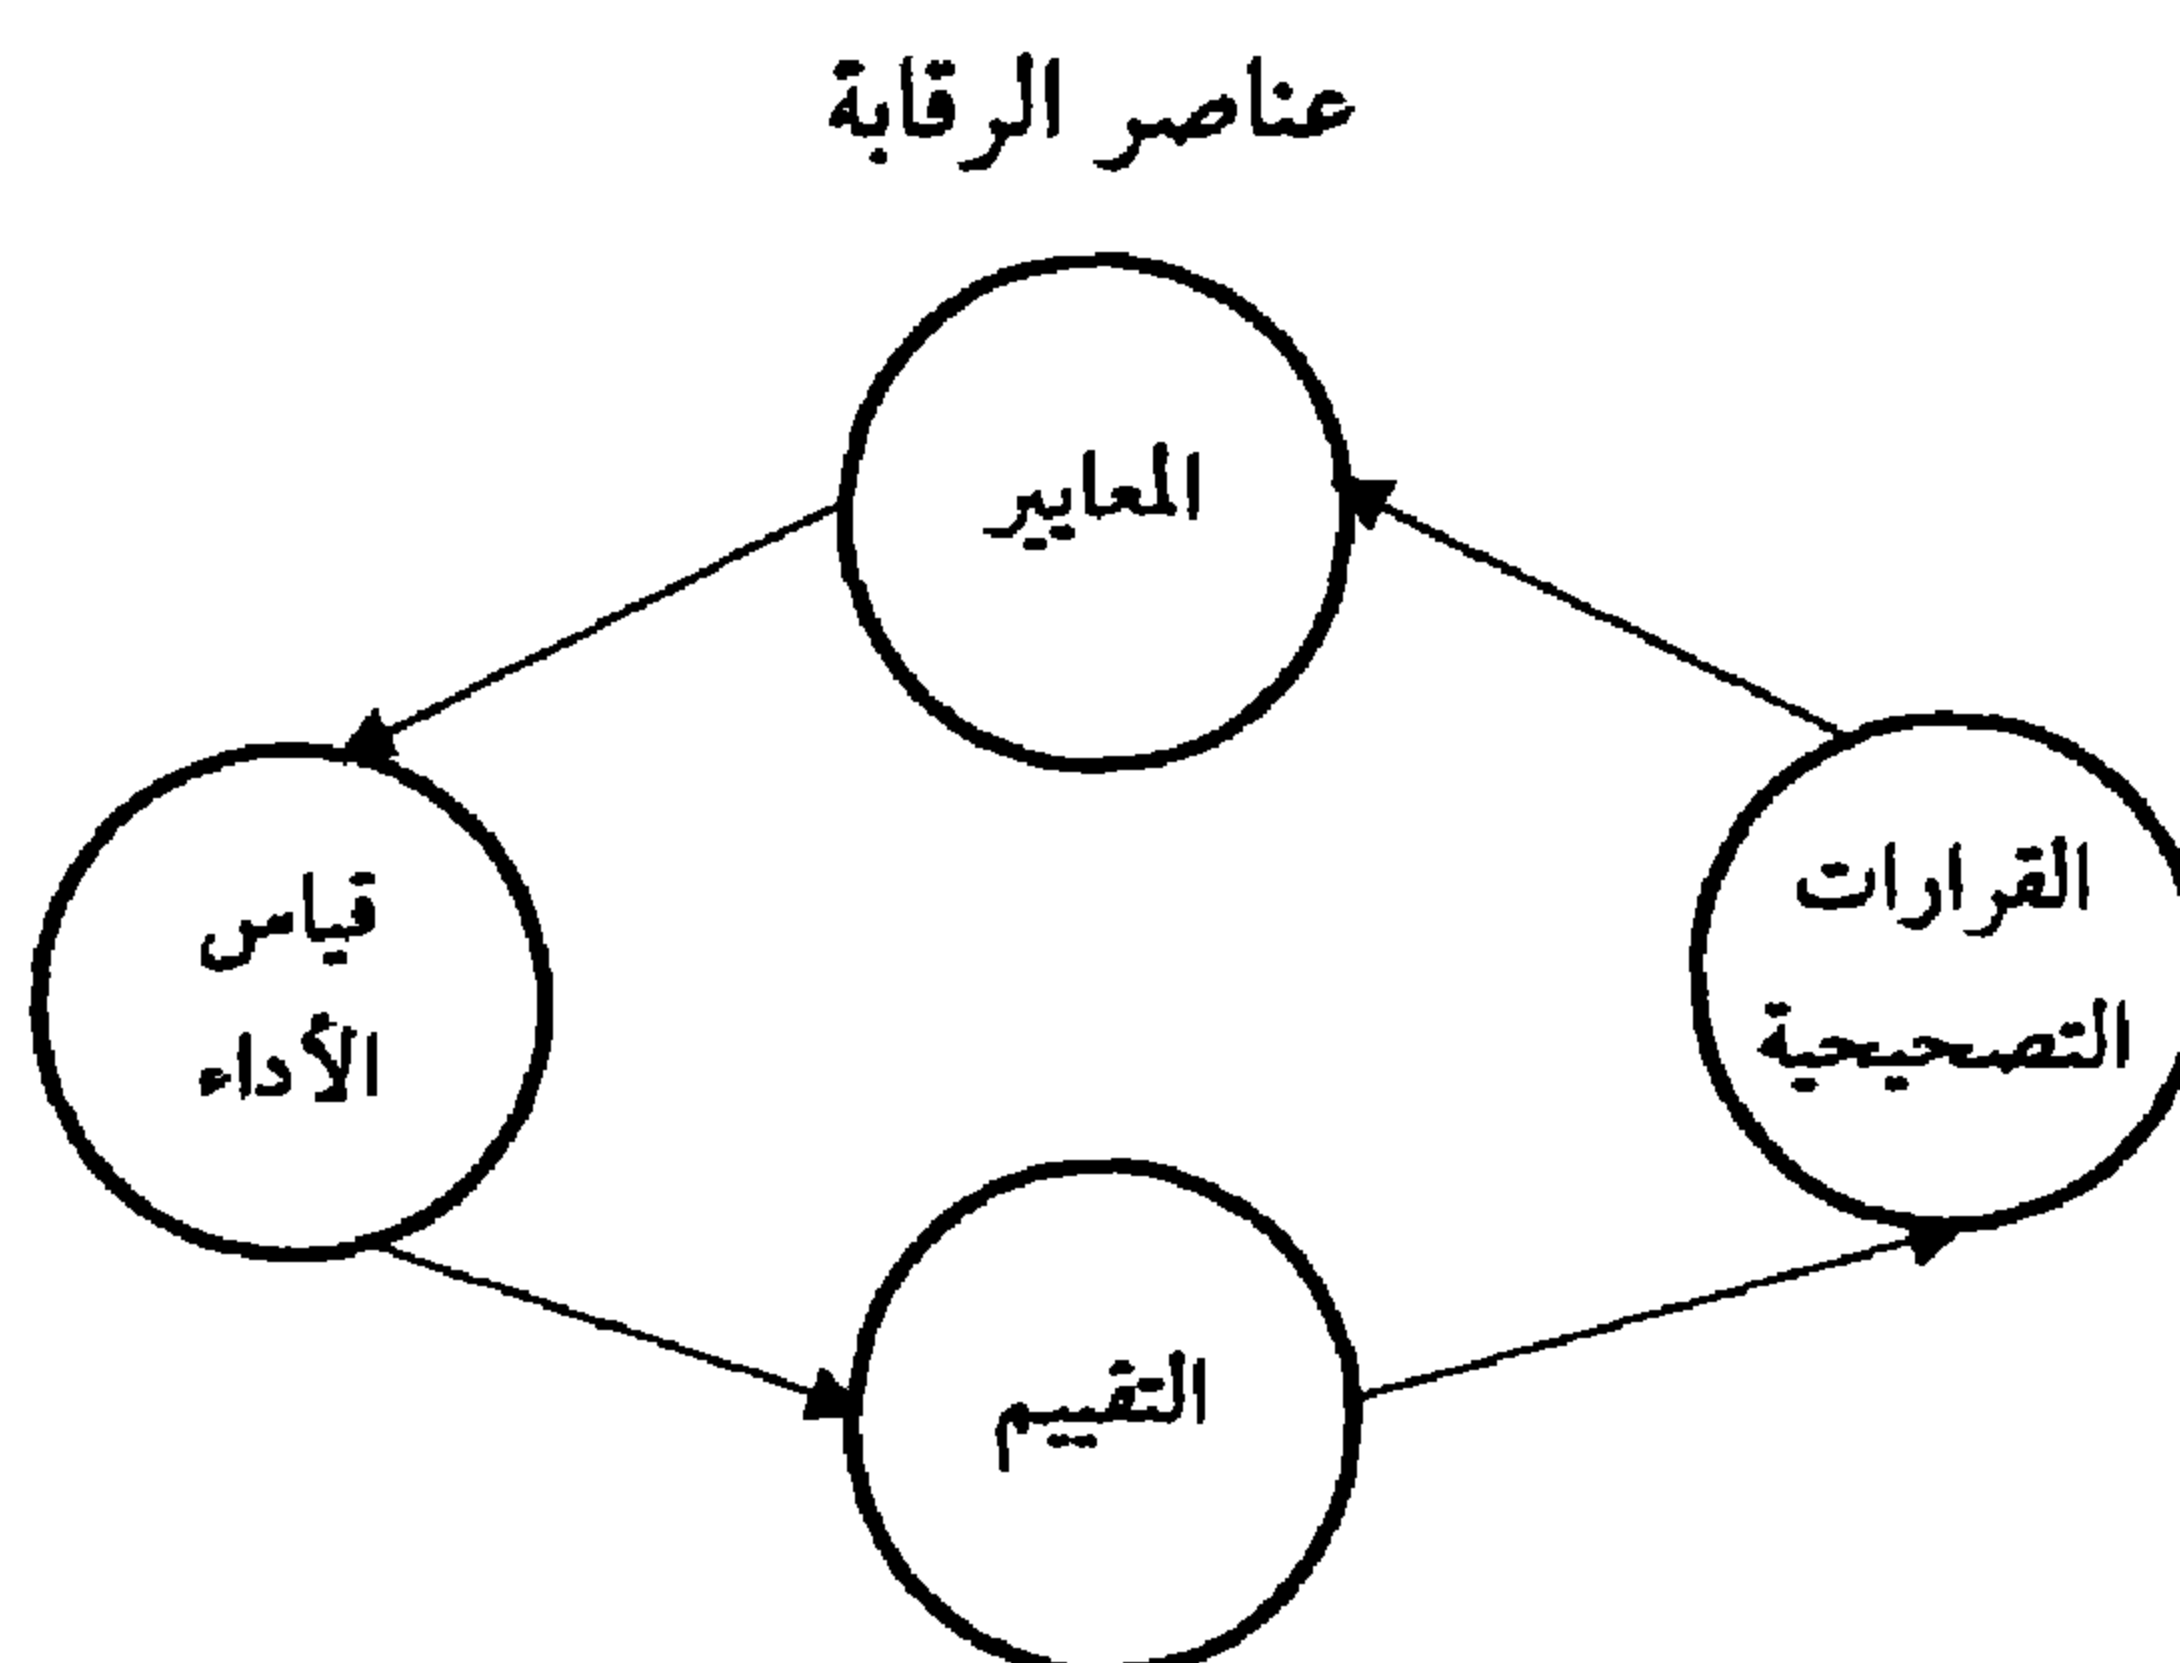 عناصر الرقابة
المعايير
القرارات
التصحيحية
قياس
الأداء
التقييم